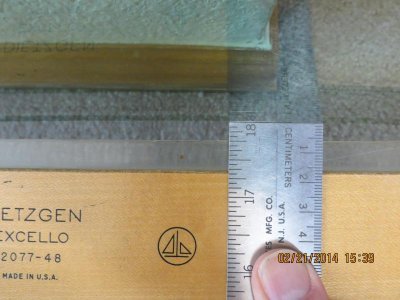 ETZGEN
EXCELLO
2077-48
MADE IN U.S.A.
18
17
16
CENTIMETERS
1
2
3
4
MFG. CO.
N.J. U.S.A.
02/21/2014 15:39